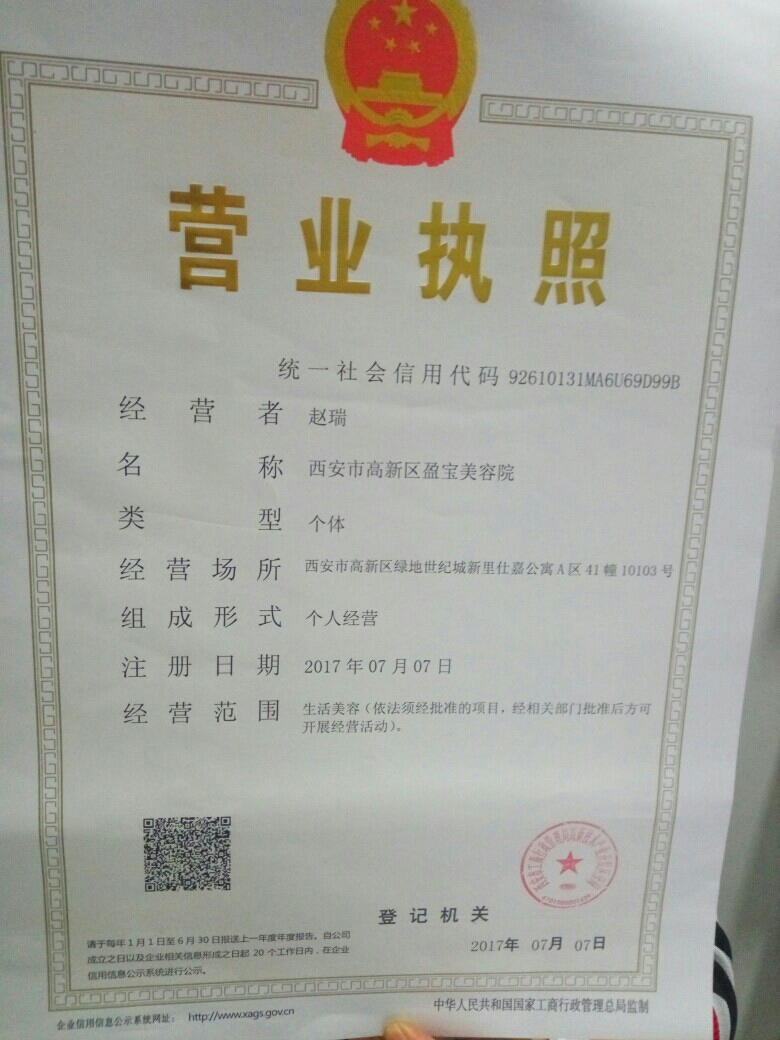 营业执照
统一社会信用代码 92610131MA6U69D99B
经营者 赵瑞
名称 西安市高新区盈宝美容院
类型 个体
经营场所 西安市高新区绿地世纪城新里仕嘉公寓A区41幢10103号
组成形式 个人经营
注册日期 2017年07月07日
经营范围 生活美容(依法须经批准的项目,经相关部门批准后方可
开展经营活动)。
登记机关
2017年 07月 07日
请于每年1月1日至6月30日报送上一年度年度报告。自公司
成立之日以及企业相关信息形成之日起 20 个工作日内,在企业
信用信息公示系统进行公示。
企业信用信息公示系统网址: http://www.xags.gov.cn
中华人民共和国国家工商行政管理总局监制